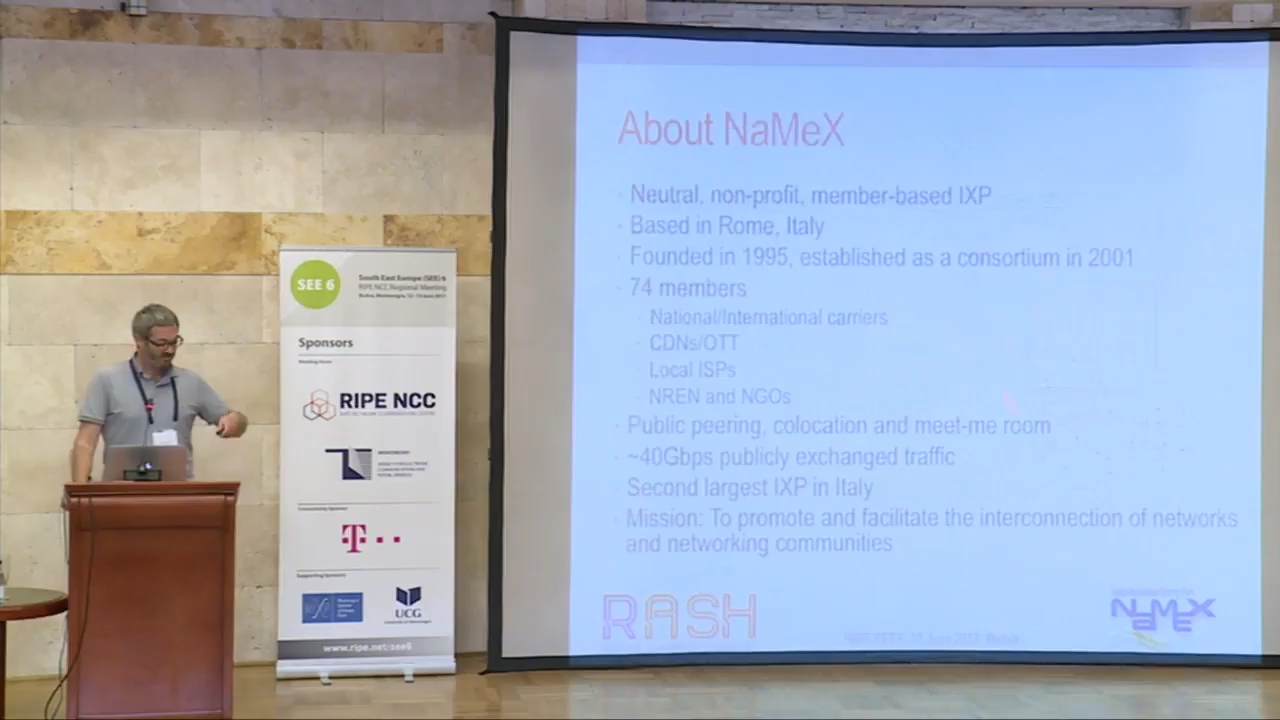 SEE 6
South East Europe (SEE) 6
RIPE NCC Regional Meeting
Sponsors
RIPE NCC
T
Supporting Sponsors
UCG
www.ripe.net/see6
About NaMeX
Neutral, non-profit, member-based IXP
Based in Rome, Italy
Founded in 1995, established as a consortium in 2001
74 members
National/International carriers
CDNs/OTT
Local ISPs
NREN and NGOs
Public peering, colocation and meet-me room
~40Gbps publicly exchanged traffic
Second largest IXP in Italy
Mission: To promote and facilitate the interconnection of networks
and networking communities
RASH
NaMeX